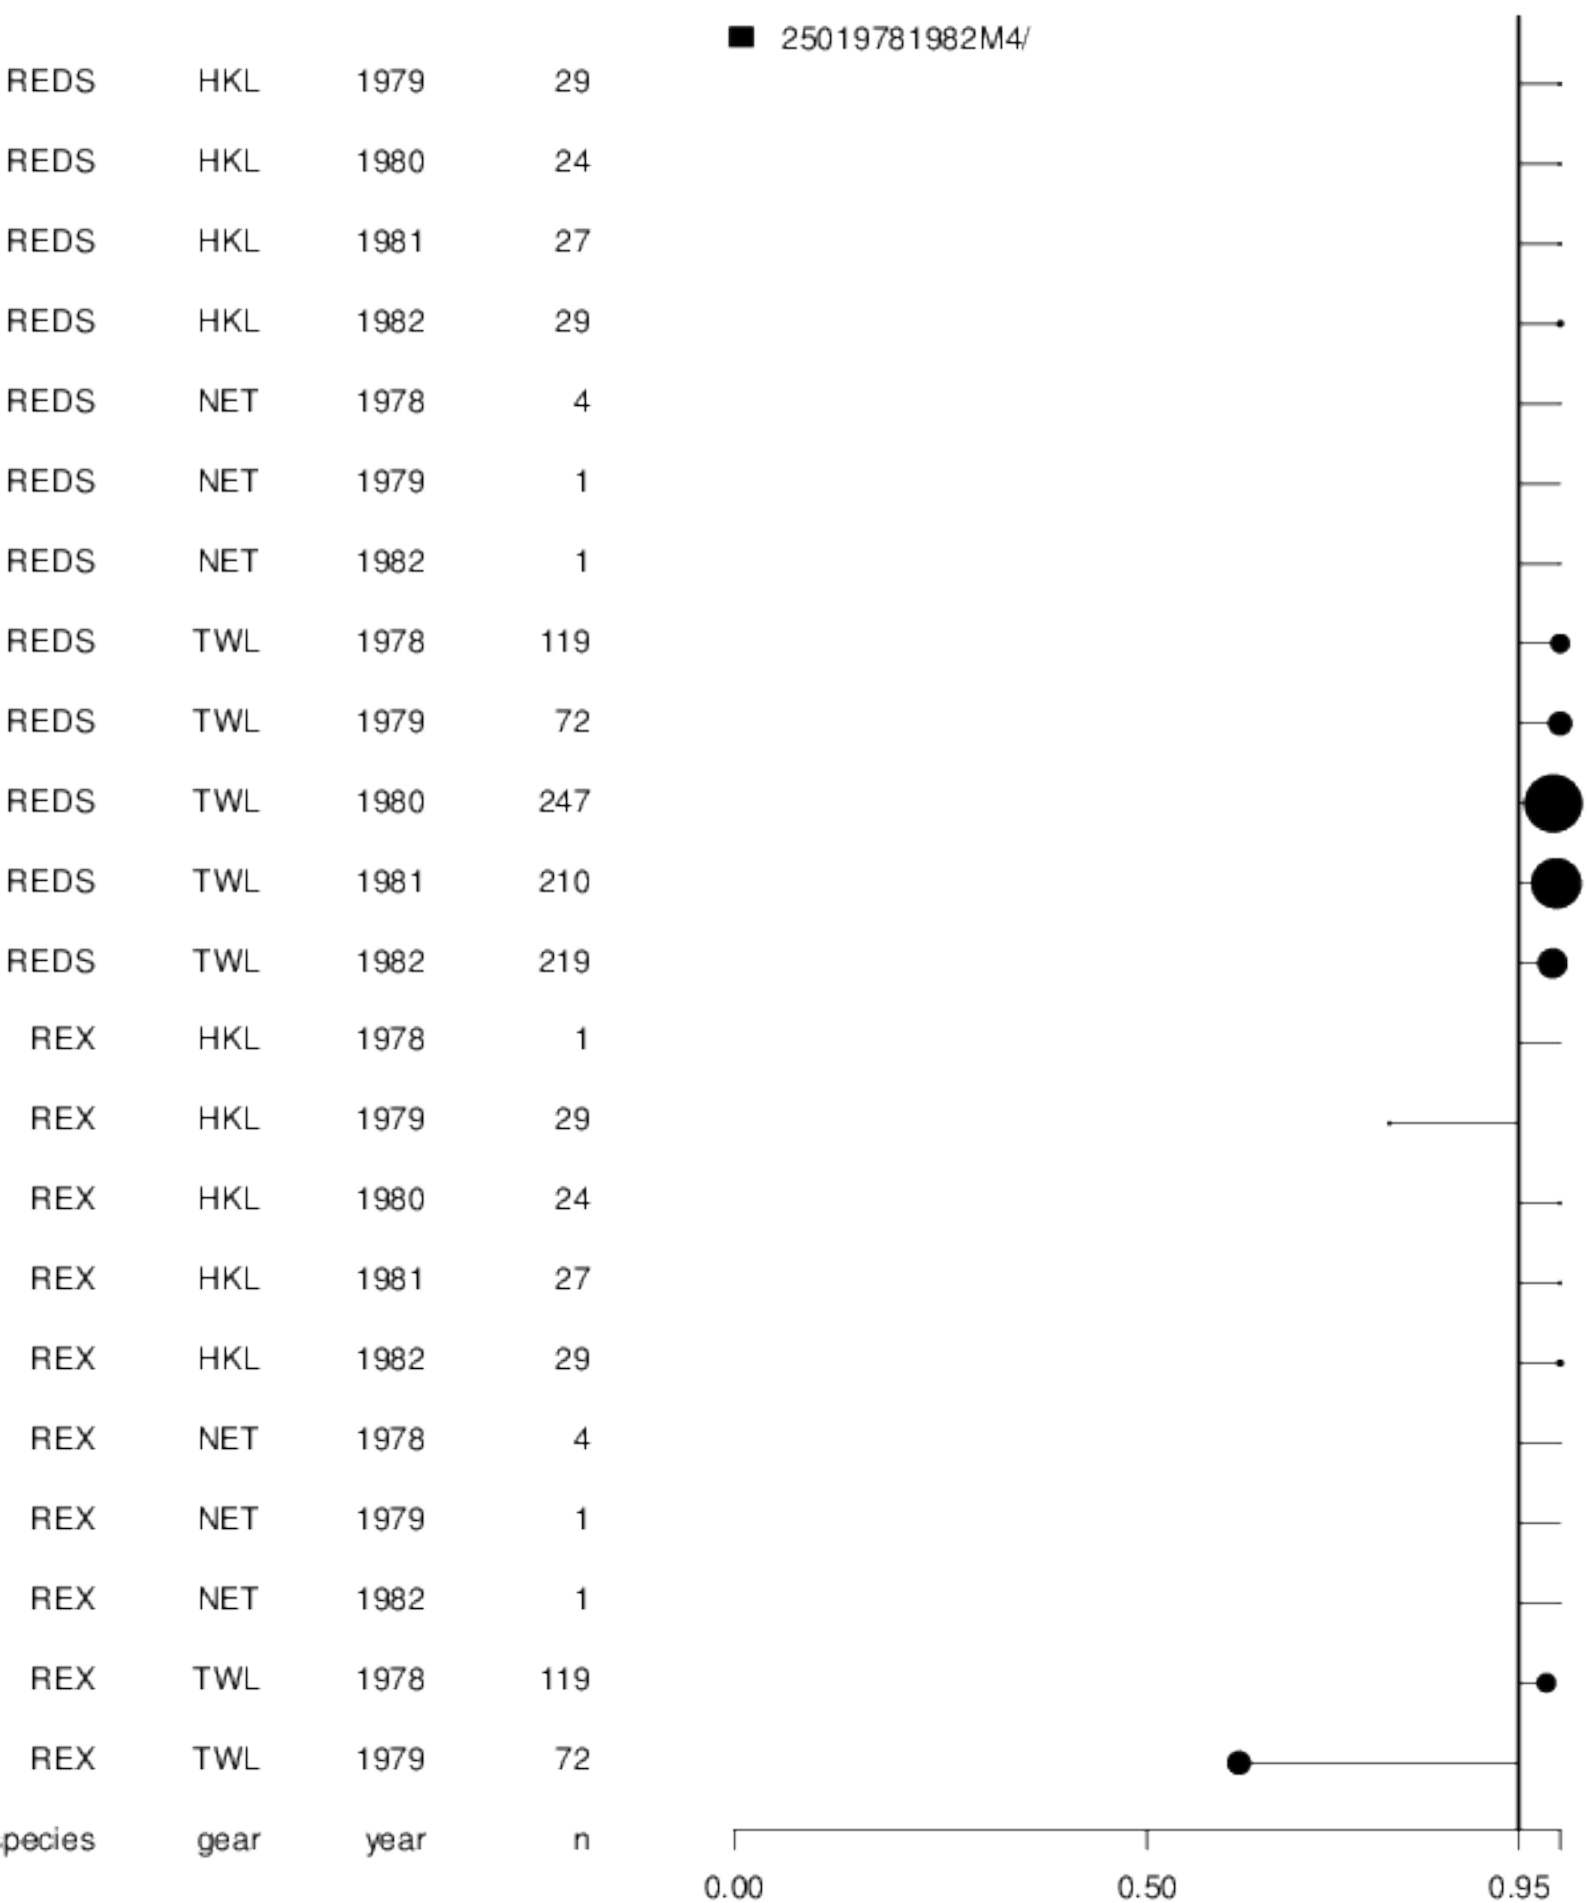 25019781982M4/
REDS HKL 1979 29
REDS HKL 1980 24
REDS HKL 1981 27
REDS HKL 1982 29
REDS NET 1978 4
REDS NET 1979 1
REDS NET 1982 1
REDS TWL 1978 119
REDS TWL 1979 72
REDS TWL 1980 247
REDS TWL 1981 210
REDS TWL 1982 219
REX HKL 1978 1
REX HKL 1979 29
REX HKL 1980 24
REX HKL 1981 27
REX HKL 1982 29
REX NET 1978 4
REX NET 1979 1
REX NET 1982 1
REX TWL 1978 119
REX TWL 1979 72
pecies gear year n
0.00 0.50 0.95